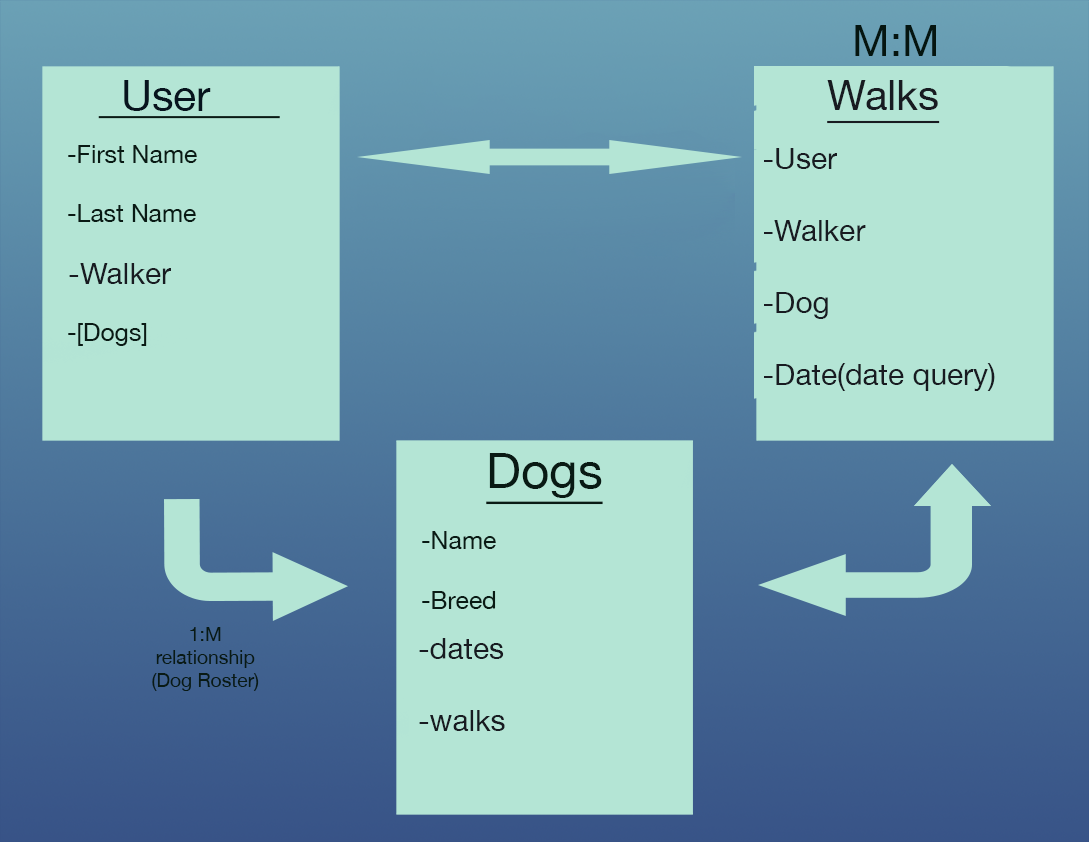 User
-First Name
-Last Name
-Walker
-[Dogs]
M:M
Walks
-User
-Walker
-Dog
-Date(date query)
1:M
relationship
(Dog Roster)
Dogs
-Name
-Breed
-dates
-walks